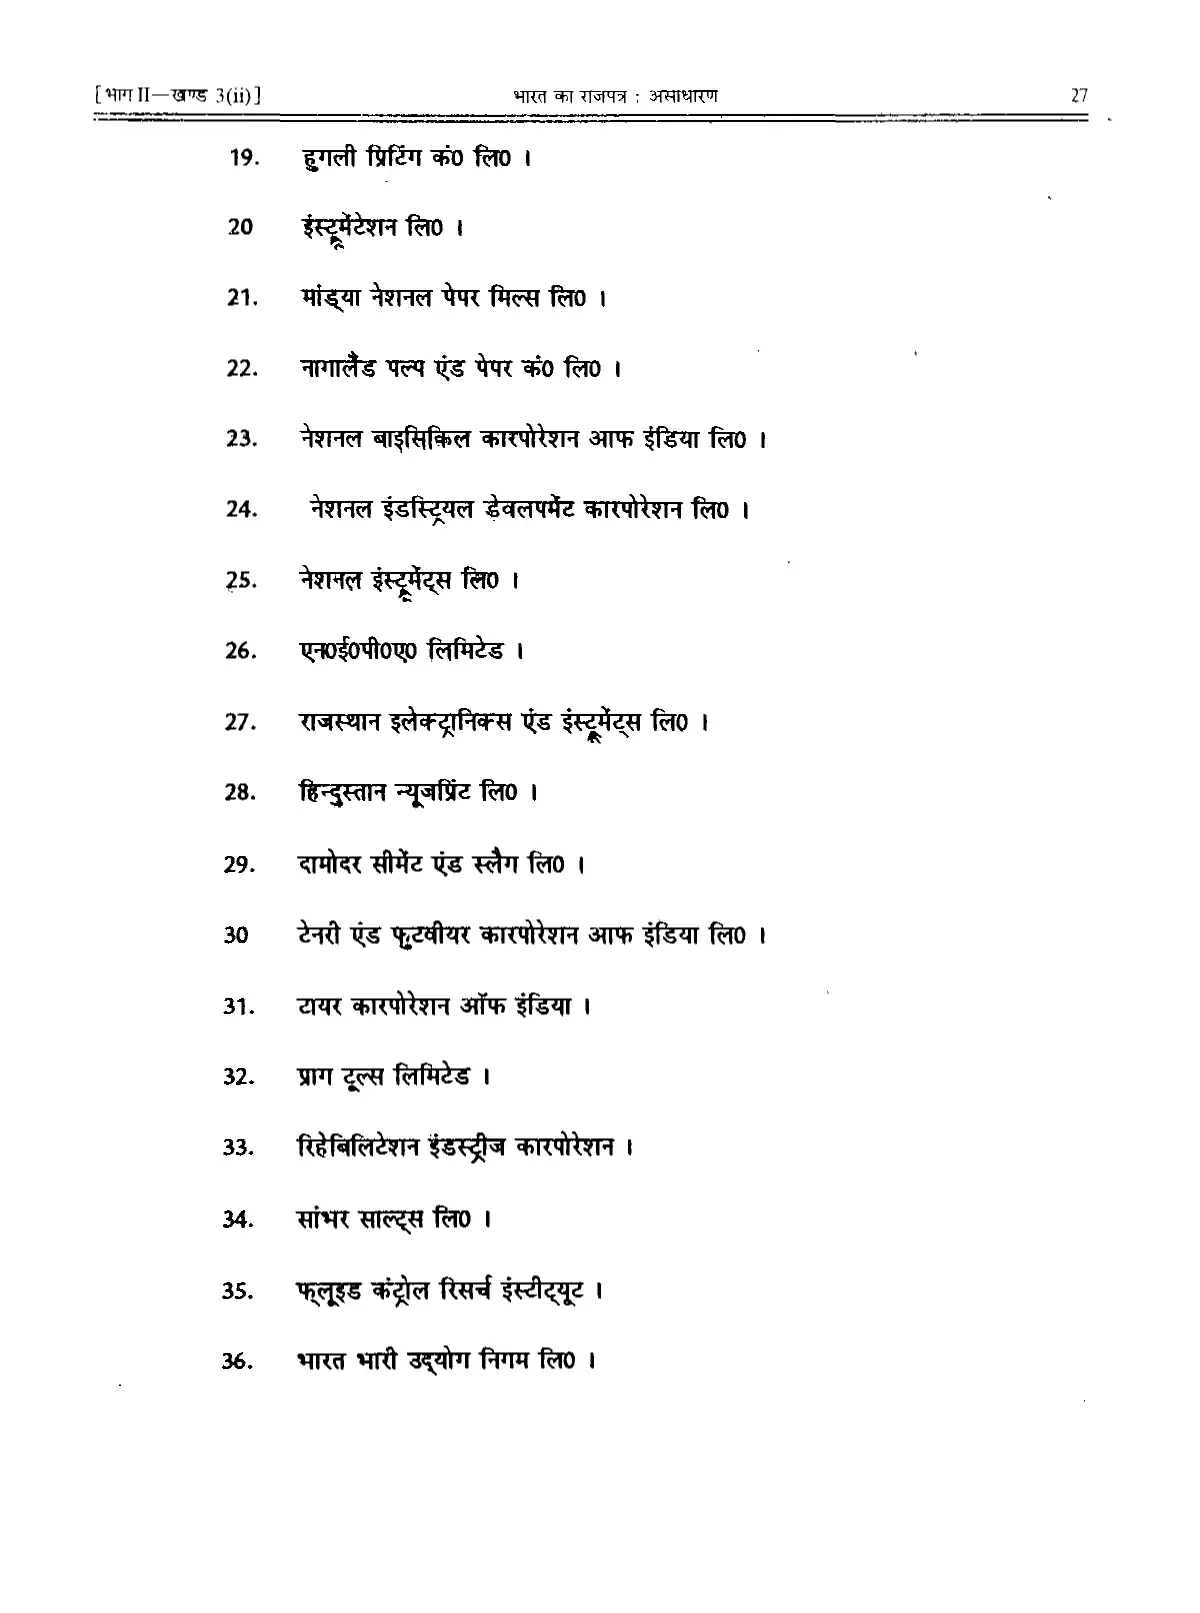 [ भाग II—खण्ड 3(ii) ] भारत का राजपत्र : असाधारण 27
19. हुगली प्रिटिंग कं0 लि0 ।
20 इंस्ट्रूमेंटेशन लि0 ।
21. मांड्या नेशनल पेपर मिल्स लि0 ।
22. नागालैंड पल्प एंड पेपर कं0 लि0 ।
23. नेशनल बाइसिकिल कारपोरेशन आफ इंडिया लि0 ।
24. नेशनल इंडस्ट्रियल डेवलपमेंट कारपोरेशन लि0 ।
25. नेशनल इंस्ट्रूमेंट्स लि0 ।
26. एन0ई0पी0ए0 लिमिटेड ।
27. राजस्थान इलेक्ट्रानिक्स एंड इंस्ट्रूमेंट्स लि0 ।
28. हिन्दुस्तान न्यूजप्रिंट लि0 ।
29. दामोदर सीमेंट एंड स्लैग लि0 ।
30 टेनरी एंड फुटवीयर कारपोरेशन आफ इंडिया लि0 ।
31. टायर कारपोरेशन ऑफ इंडिया ।
32. प्राग टूल्स लिमिटेड ।
33. रिहेबिलिटेशन इंडस्ट्रीज कारपोरेशन ।
34. सांभर साल्ट्स लि0 ।
35. फ्लूइड कंट्रोल रिसर्च इंस्टीट्यूट ।
36. भारत भारी उद्योग निगम लि0 ।